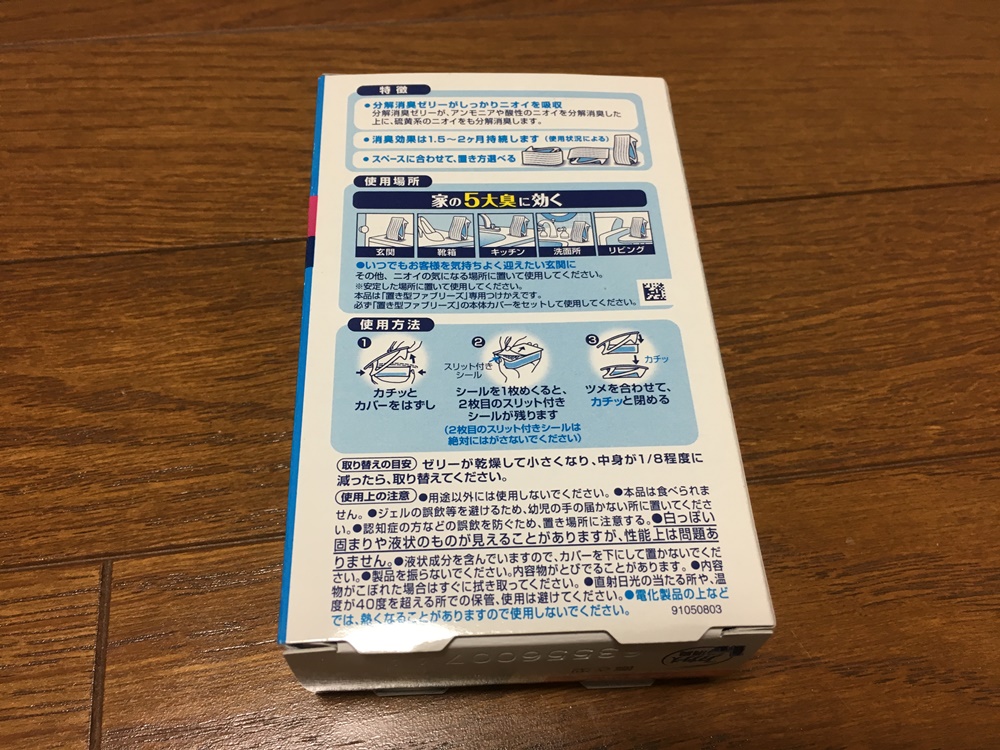 特徴
●分解消臭ゼリーがしっかりニオイを吸収
分解消臭ゼリーが、アンモニアや酸性のニオイを分解消臭した
上に、硫黄系のニオイをも分解消臭します。
●消臭効果は1.5～2ヶ月持続します（使用状況による）
●スペースに合わせて、置き方選べる
使用場所
家の5大臭に効く
玄関 靴箱 キッチン 洗面所 リビング
●いつでもお客様を気持ちよく迎えたい玄関に
その他、ニオイの気になる場所に置いて使用してください。
※安定した場所に置いて使用してください。
本品は「置き型ファブリーズ」専用つけかえです。
必ず「置き型ファブリーズ」の本体カバーをセットして使用してください。
使用方法
1 2 3
スリット付き
シール
カチッ
カチッと
カバーをはずし
シールを1枚めくると、
2枚目のスリット付き
シールが残ります
（2枚目のスリット付きシールは
絶対にはがさないでください）
ツメを合わせて、
カチッと閉める
取り替えの目安 ゼリーが乾燥して小さくなり、中身が1/8程度に
減ったら、取り替えてください。
使用上の注意 ●用途以外には使用しないでください。●本品は食べられま
せん。●ジェルの誤飲等を避けるため、幼児の手の届かない所に置いてくださ
い。●認知症の方などの誤飲を防ぐため、置き場所に注意する。●白っぽい
固まりや液状のものが見えることがありますが、性能上は問題あ
りません。●液状成分を含んでいますので、カバーを下にして置かないでくだ
さい。●製品を振らないでください。内容物がとびでることがあります。●内容
物がこぼれた場合はすぐに拭き取ってください。●直射日光の当たる所や、温
度が40度を超える所での保管、使用は避けてください。●電化製品の上など
では、熱くなることがありますので使用しないでください。
91050803